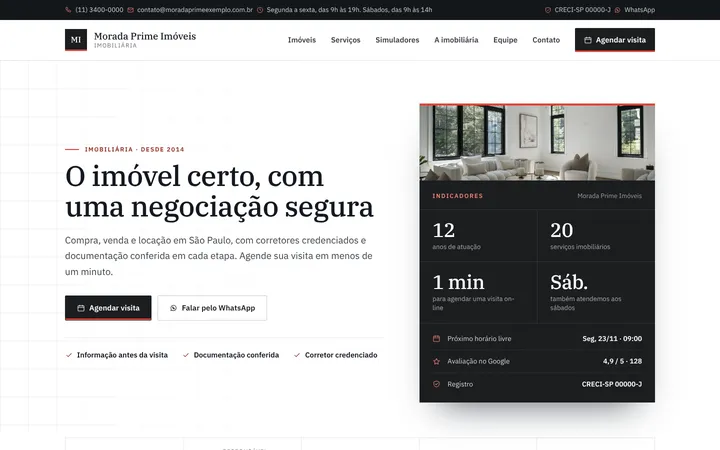 (11) 3400-0000 contato@moradaprimeexemplo.com.br Segunda a sexta, das 9h às 19h. Sábados, das 9h às 14h CRECI-SP 00000-J WhatsApp
MI Morada Prime Imóveis
IMOBILIÁRIA
Imóveis Serviços Simuladores A imobiliária Equipe Contato Agendar visita
IMOBILIÁRIA · DESDE 2014
O imóvel certo, com
uma negociação segura
Compra, venda e locação em São Paulo, com corretores credenciados e
documentação conferida em cada etapa. Agende sua visita em menos de
um minuto.
Agendar visita Falar pelo WhatsApp
Informação antes da visita Documentação conferida Corretor credenciado
INDICADORES Morada Prime Imóveis
12
anos de atuação
20
serviços imobiliários
1 min
para agendar uma visita on-
line
Sáb.
também atendemos aos
sábados
Próximo horário livre Seg, 23/11 · 09:00
Avaliação no Google 4,9 / 5 · 128
Registro CRECI-SP 00000-J